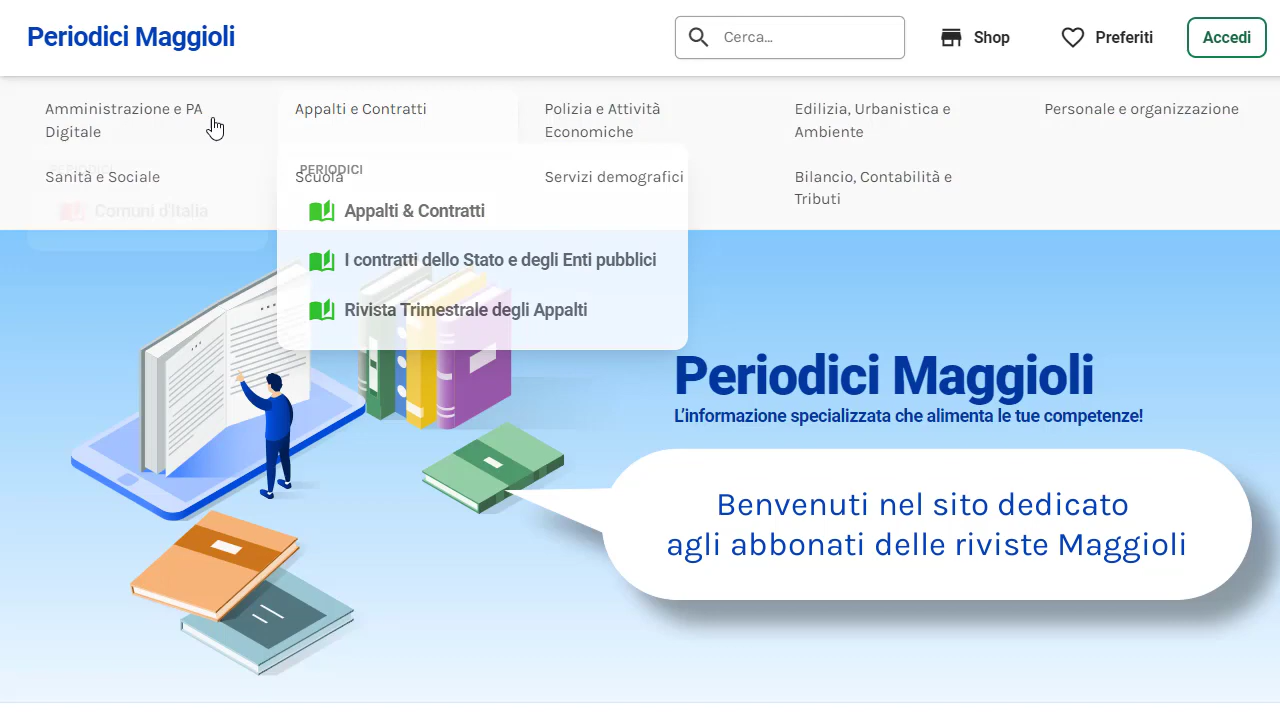 Periodici Maggioli
Cerca...
Shop
Preferiti
Accedi
Amministrazione e PA
Digitale
Appalti e Contratti
Polizia e Attività
Economiche
Edilizia, Urbanistica e
Ambiente
Personale e organizzazione
Sanità e Sociale
PERIODICI
Scuola
Servizi demografici
Bilancio, Contabilità e
Tributi
PERIODICI
Comuni d'Italia
Appalti & Contratti
I contratti dello Stato e degli Enti pubblici
Rivista Trimestrale degli Appalti
Periodici Maggioli
L'informazione specializzata che alimenta le tue competenze!
Benvenuti nel sito dedicato
agli abbonati delle riviste Maggioli